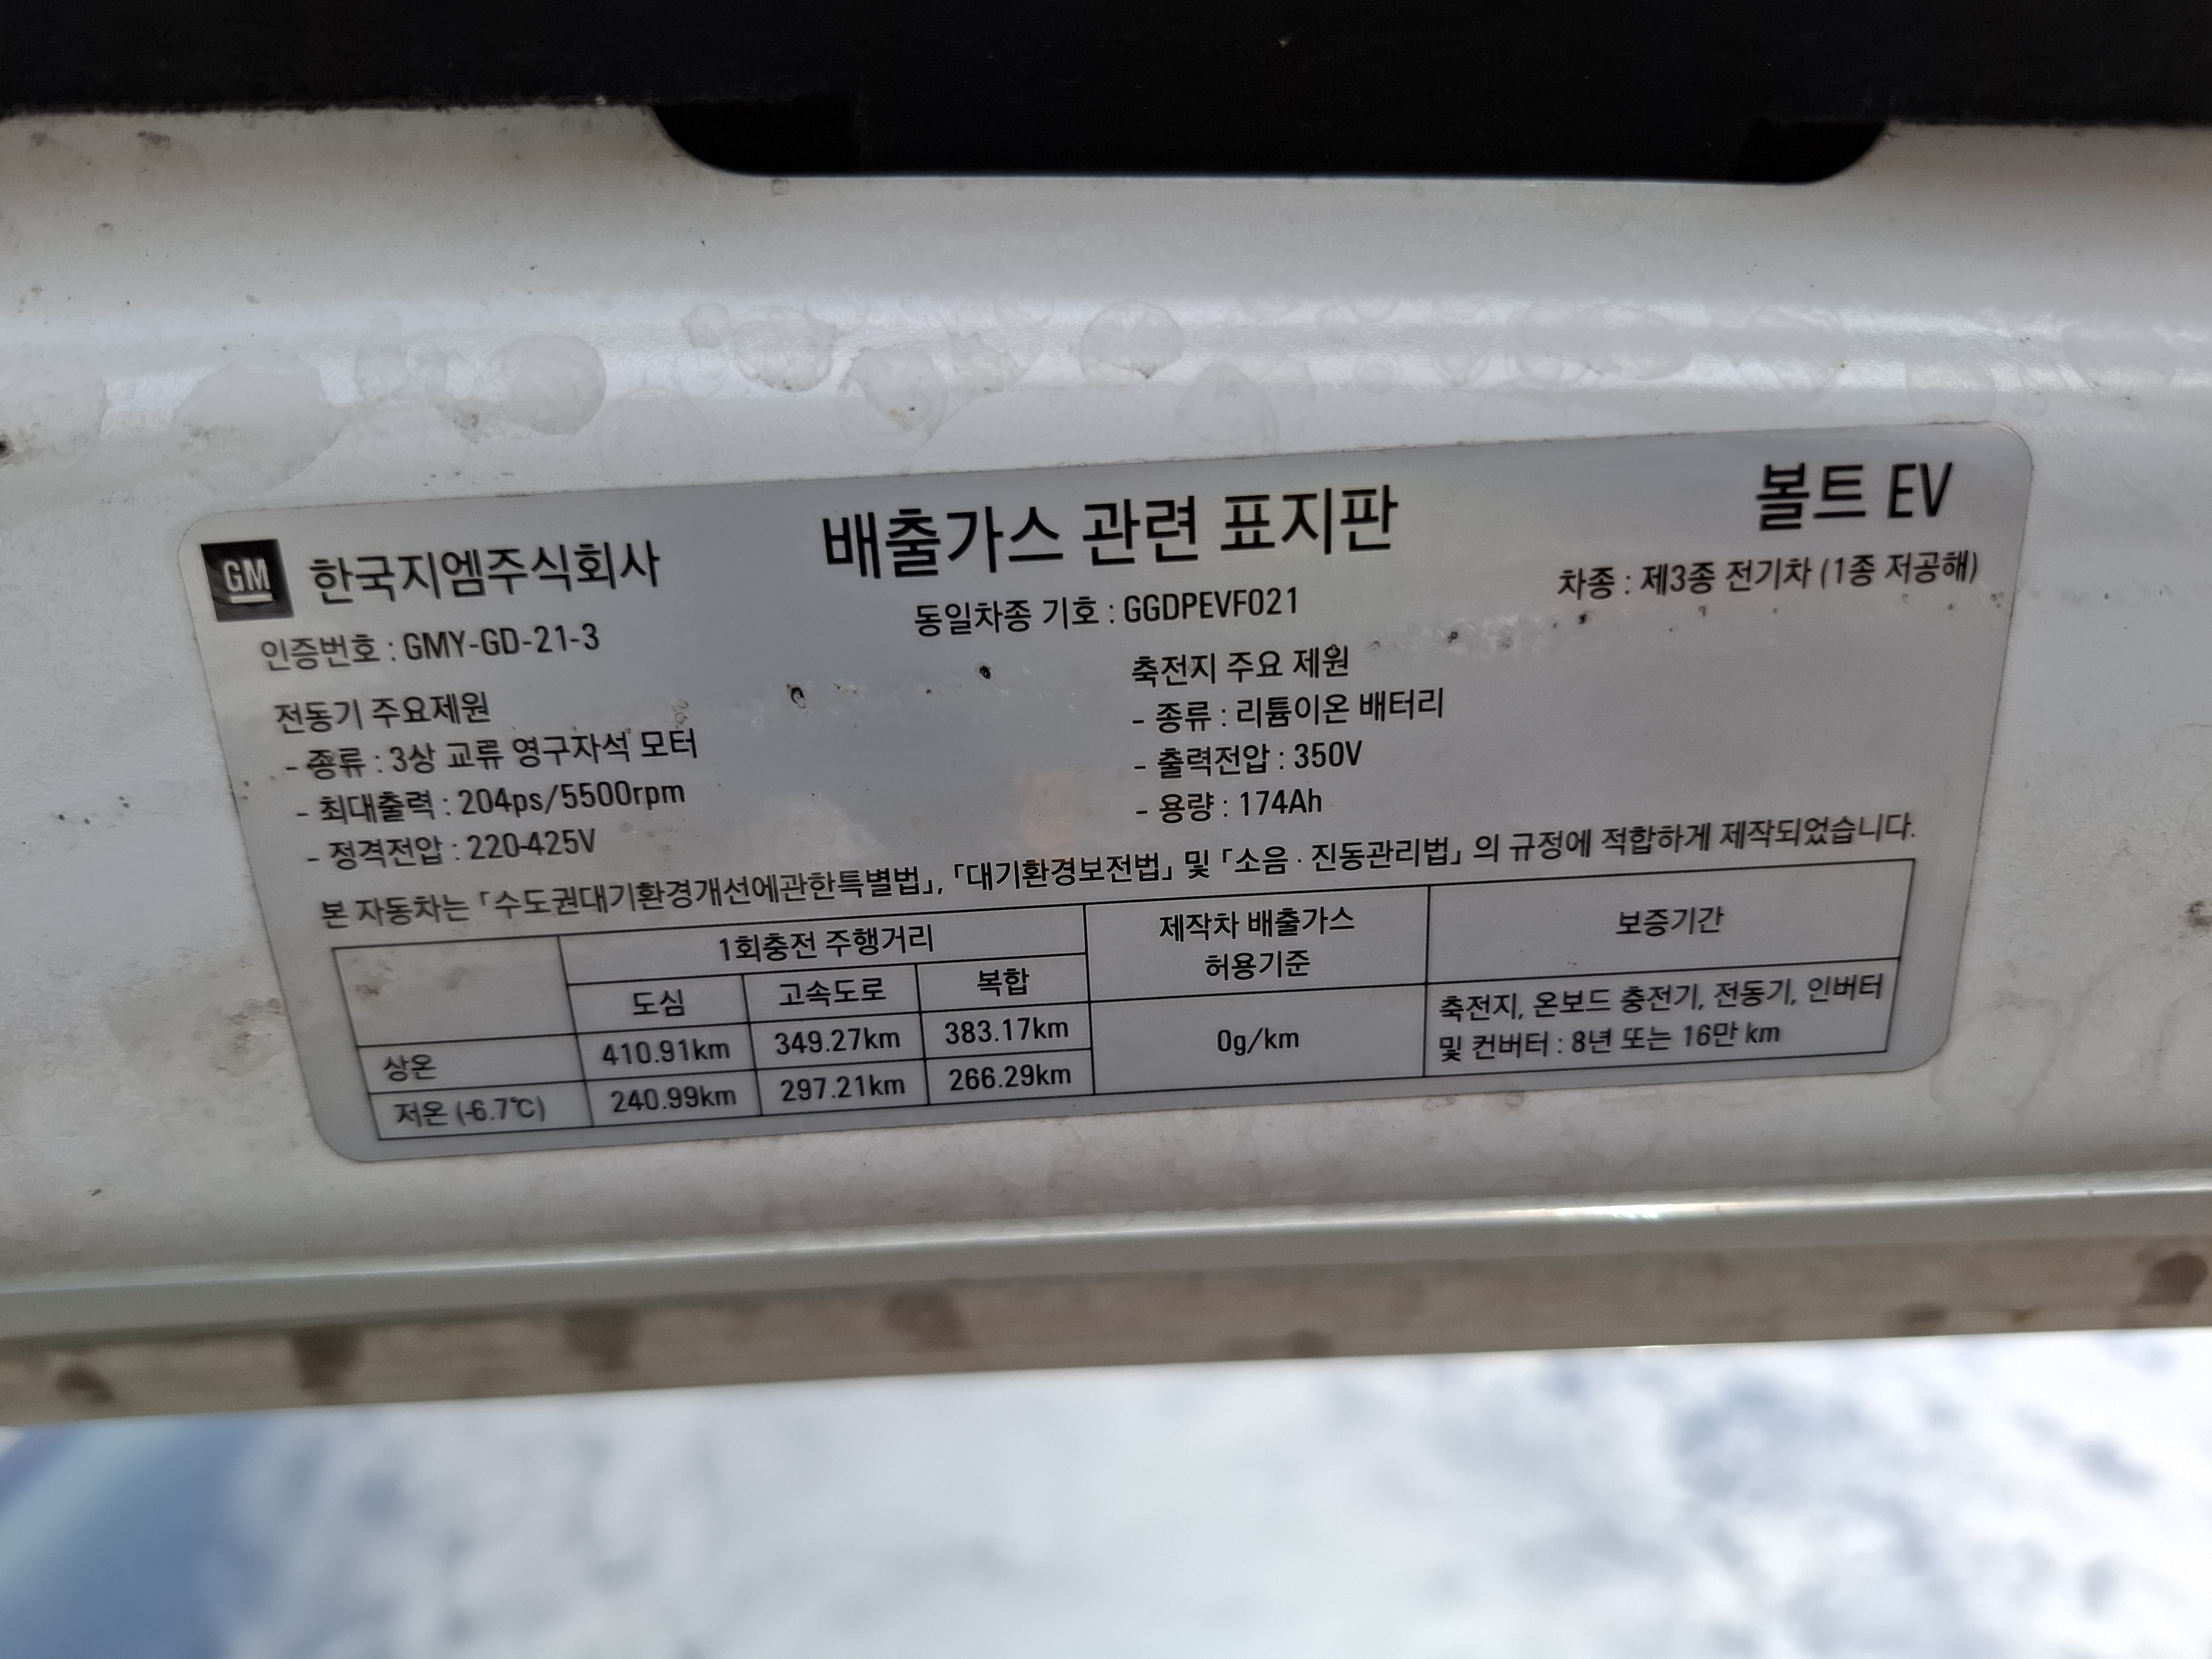 GM 한국지엠주식회사
배출가스 관련 표지판
볼트 EV
인증번호 : GMY-GD-21-3
동일차종 기호 : GGDPEVF021
차종 : 제3종 전기차 (1종 저공해)
전동기 주요제원
- 종류 : 3상 교류 영구자석 모터
- 최대출력 : 204ps/5500rpm
- 정격전압 : 220-425V
축전지 주요 제원
- 종류 : 리튬이온 배터리
- 출력전압 : 350V
- 용량 : 174Ah
본 자동차는 「수도권대기환경개선에관한특별법」, 「대기환경보전법」 및 「소음 · 진동관리법」 의 규정에 적합하게 제작되었습니다.
1회충전 주행거리
제작차 배출가스
허용기준
보증기간
도심 고속도로 복합
상온 410.91km 349.27km 383.17km
저온 (-6.7℃) 240.99km 297.21km 266.29km
0g/km
축전지, 온보드 충전기, 전동기, 인버터
및 컨버터 : 8년 또는 16만 km